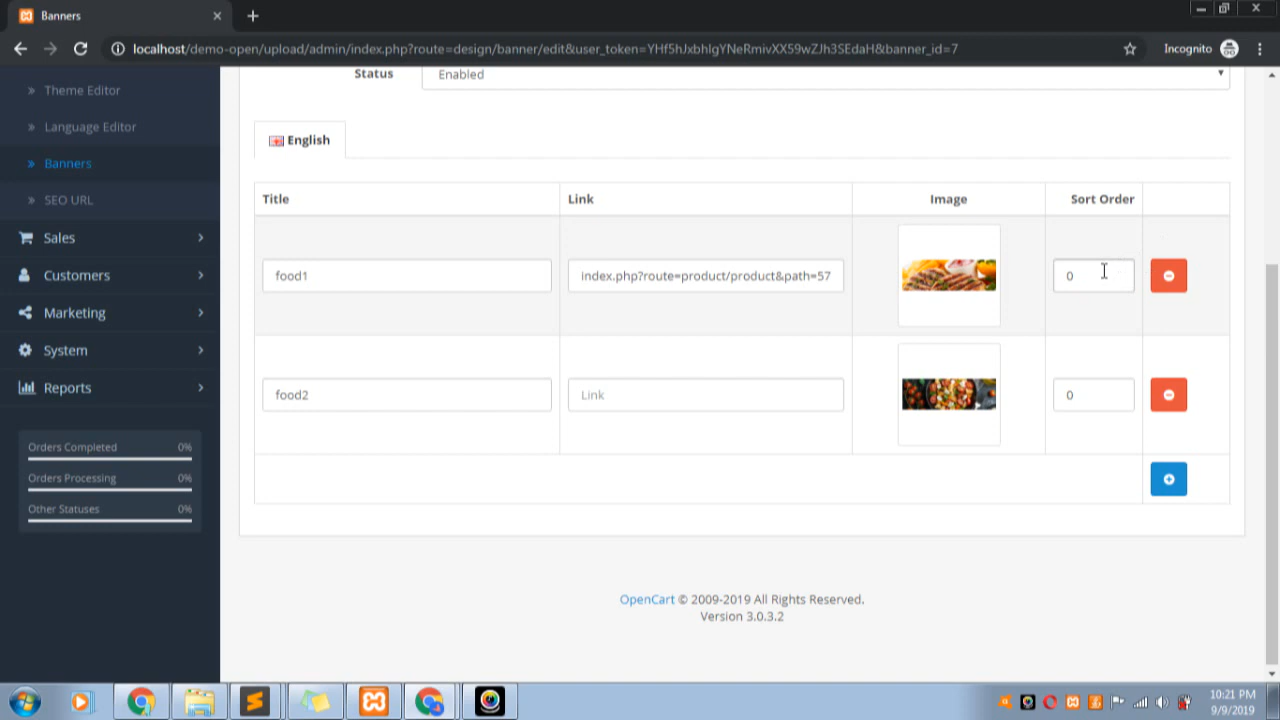 Banners
localhost/demo-open/upload/admin/index.php?route=design/banner/edit&user_token=YHf5hJxbhIgYNeRmivXX59wZJh3SEdaH&banner_id=7
Incognito
Theme Editor
Language Editor
Banners
SEO URL
Sales
Customers
Marketing
System
Reports
Orders Completed 0%
Orders Processing 0%
Other Statuses 0%
Status Enabled
English
Title Link Image Sort Order
food1 index.php?route=product/product&path=57 0
food2 Link 0
OpenCart © 2009-2019 All Rights Reserved.
Version 3.0.3.2
10:21 PM
9/9/2019